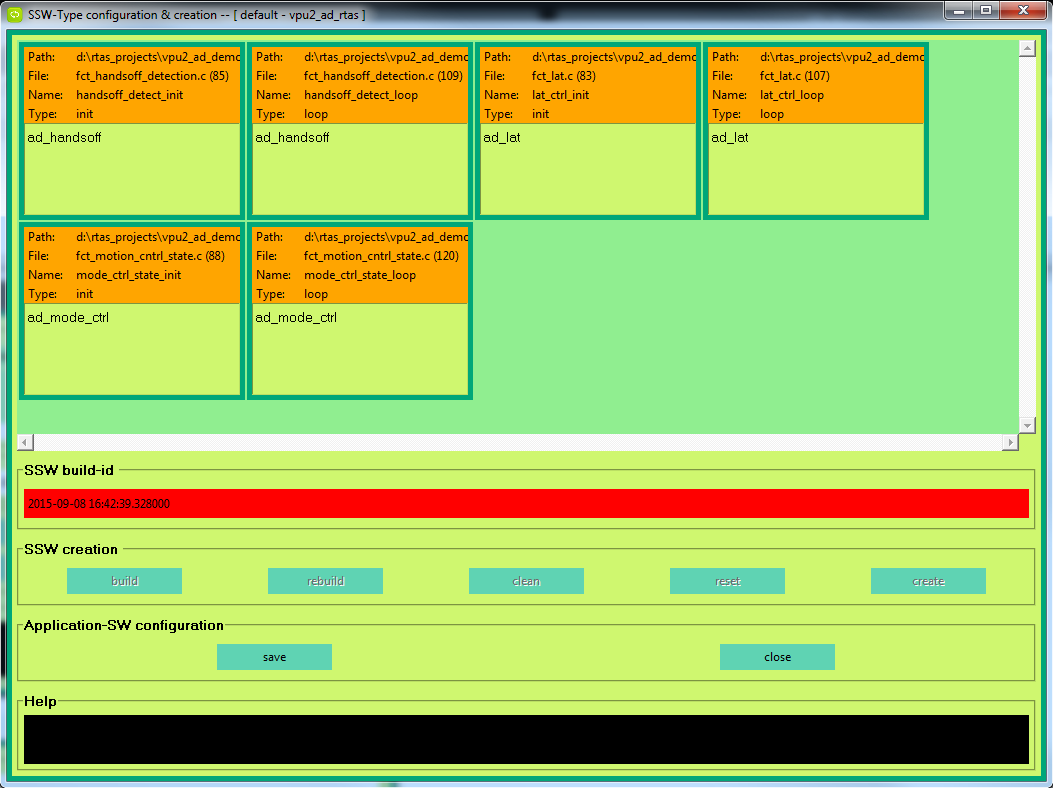 SSW-Type configuration & creation -- [ default - vpu2_ad_rtas ]
Path: d:\rtas_projects\vpu2_ad_demo
File: fct_handsoff_detection.c (85)
Name: handsoff_detect_init
Type: init
ad_handsoff
Path: d:\rtas_projects\vpu2_ad_demo
File: fct_handsoff_detection.c (109)
Name: handsoff_detect_loop
Type: loop
ad_handsoff
Path: d:\rtas_projects\vpu2_ad_demo
File: fct_lat.c (83)
Name: lat_ctrl_init
Type: init
ad_lat
Path: d:\rtas_projects\vpu2_ad_demo
File: fct_lat.c (107)
Name: lat_ctrl_loop
Type: loop
ad_lat
Path: d:\rtas_projects\vpu2_ad_demo
File: fct_motion_cntrl_state.c (88)
Name: mode_ctrl_state_init
Type: init
ad_mode_ctrl
Path: d:\rtas_projects\vpu2_ad_demo
File: fct_motion_cntrl_state.c (120)
Name: mode_ctrl_state_loop
Type: loop
ad_mode_ctrl
SSW build-id
2015-09-08 16:42:39.328000
SSW creation
build rebuild clean reset create
Application-SW configuration
save close
Help